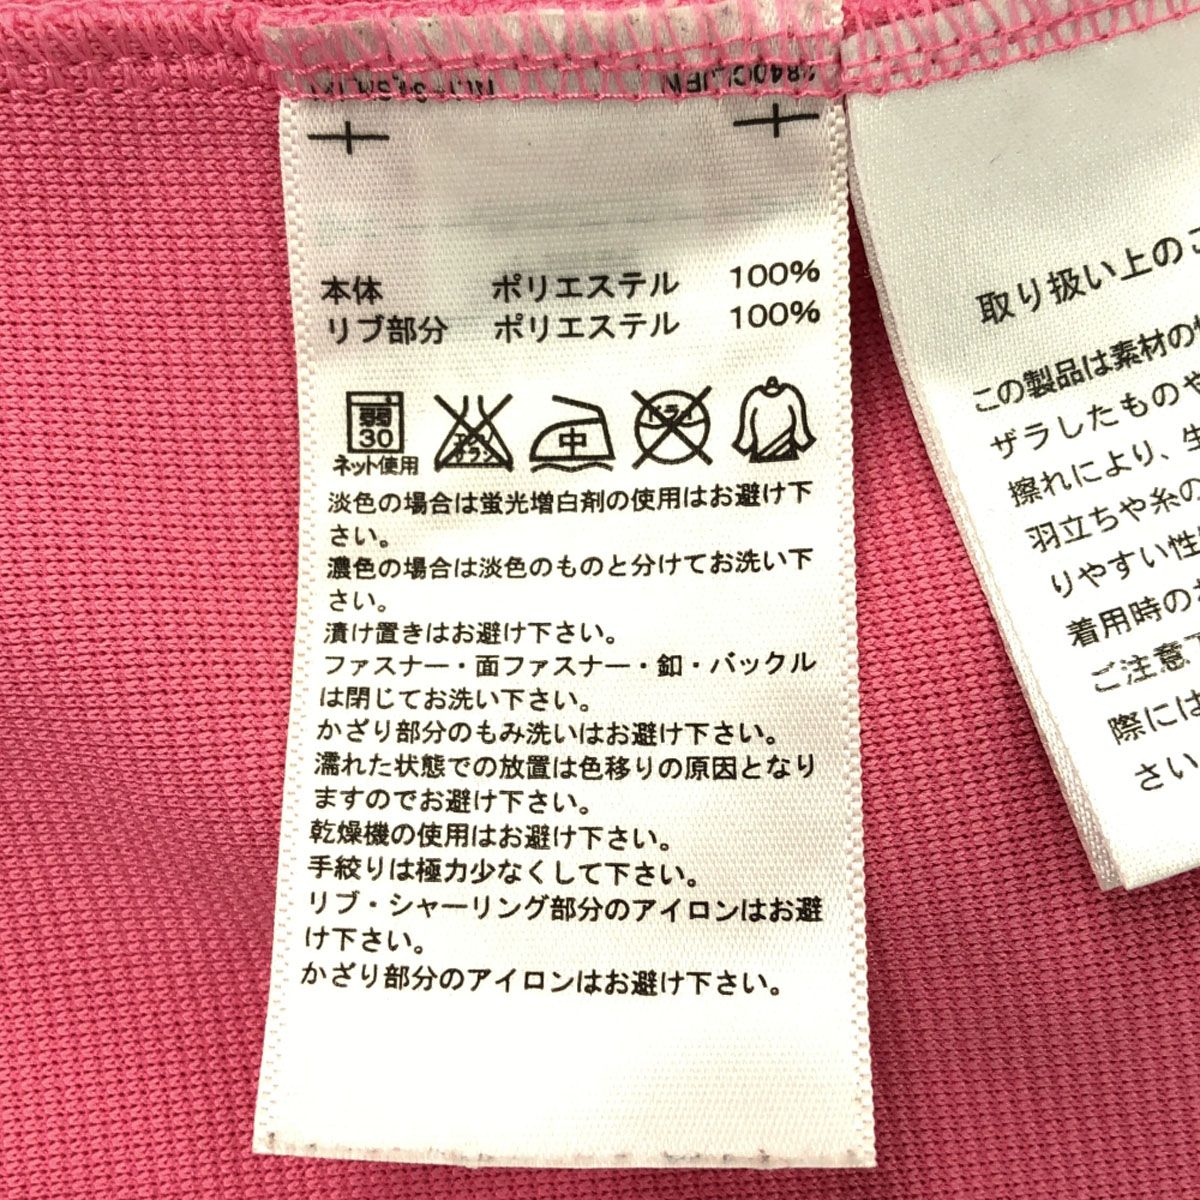 本体 ポリエステル 100%
リブ部分 ポリエステル 100%
弱
30
ネット使用
エンソ
サラシ
中
ドライ
淡色の場合は蛍光増白剤の使用はお避け下
さい。
濃色の場合は淡色のものと分けてお洗い下
さい。
漬け置きはお避け下さい。
ファスナー・面ファスナー・釦・バックル
は閉じてお洗い下さい。
かざり部分のもみ洗いはお避け下さい。
濡れた状態での放置は色移りの原因となり
ますのでお避け下さい。
乾燥機の使用はお避け下さい。
手絞りは極力少なくして下さい。
リブ・シャーリング部分のアイロンはお避
け下さい。
かざり部分のアイロンはお避け下さい。
取り扱い上のご
この製品は素材の
ザラしたものや
擦れにより、生
羽立ちや糸の
りやすい性
着用時の
ご注意下
際には
さい